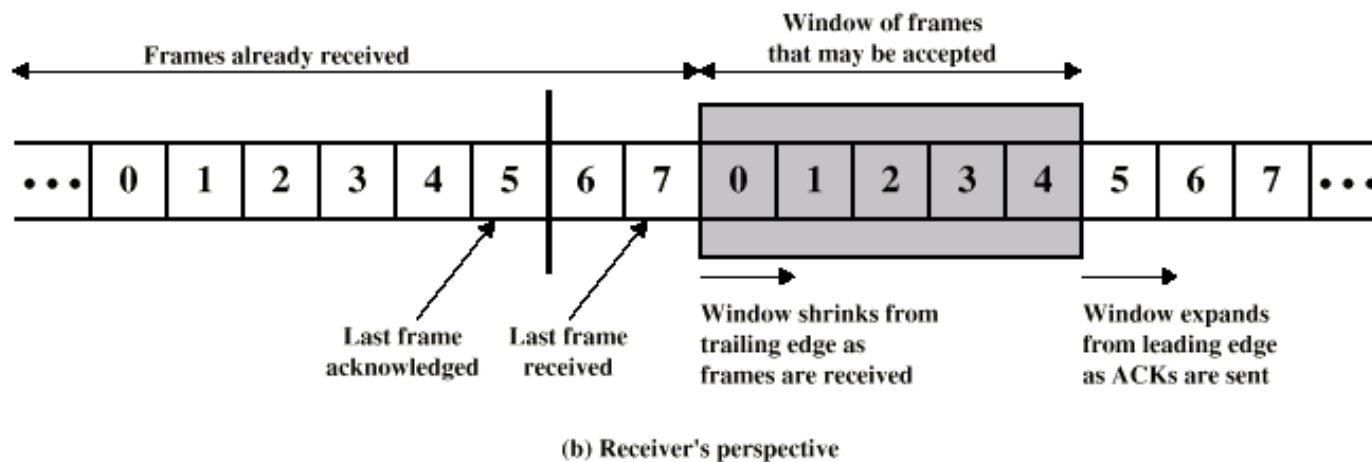 Window of frames
that may be accepted
Frames already received
••• 0 1 2 3 4 5 6 7 0 1 2 3 4 5 6 7 •••
Last frame
acknowledged
Last frame
received
Window shrinks from
trailing edge as
frames are received
Window expands
from leading edge
as ACKs are sent
(b) Receiver's perspective